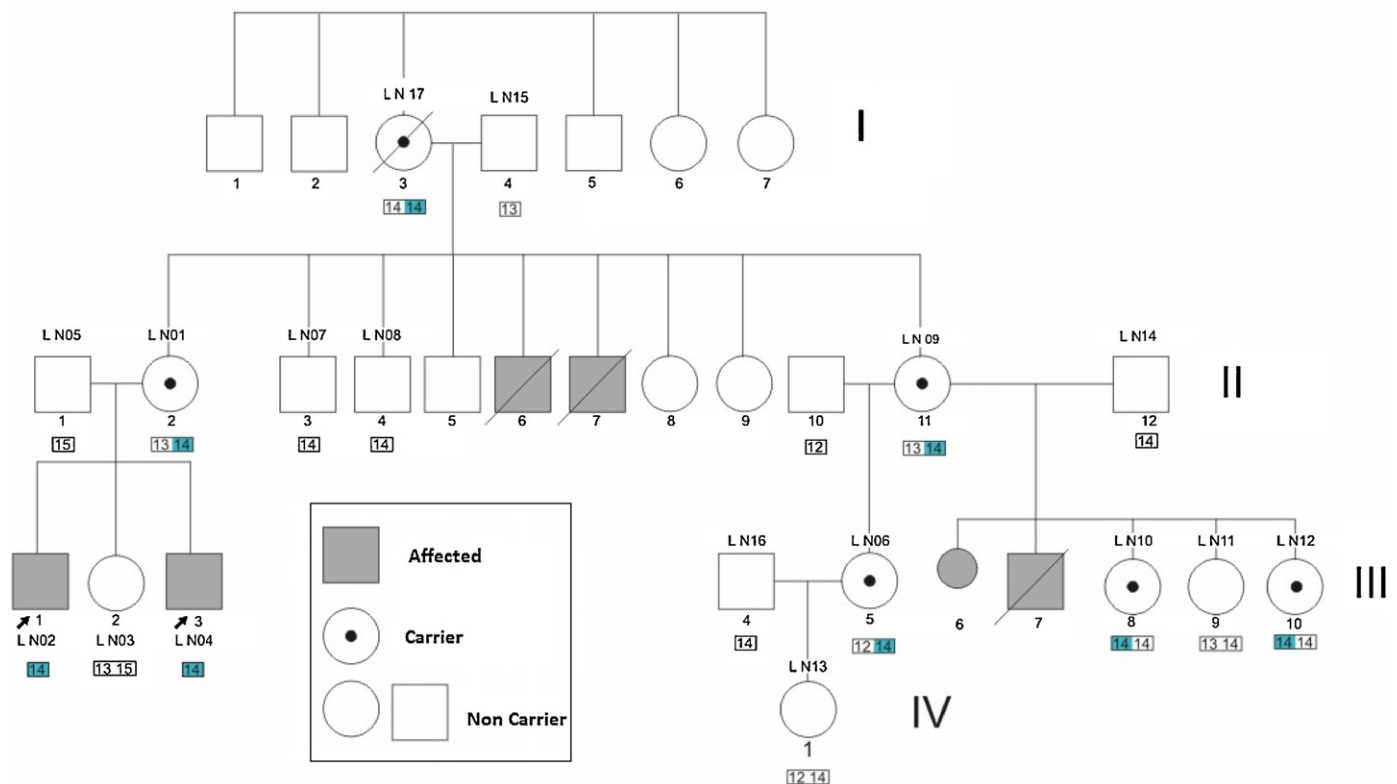 L N 17
L N15
I
1
2
3
4
5
6
7
14 14
13
L N05
L N01
L N07
L N08
L N 09
L N14
II
1
2
3
4
5
6
7
8
9
10
11
12
15
13 14
14
14
12
13 14
14
L N16
L N06
L N10
L N11
L N12
III
Affected
Carrier
Non Carrier
1
2
3
4
5
6
7
8
9
10
L N02
L N03
L N04
14
13 15
14
14
12 14
14 14
13 14
14 14
L N13
IV
1
12 14